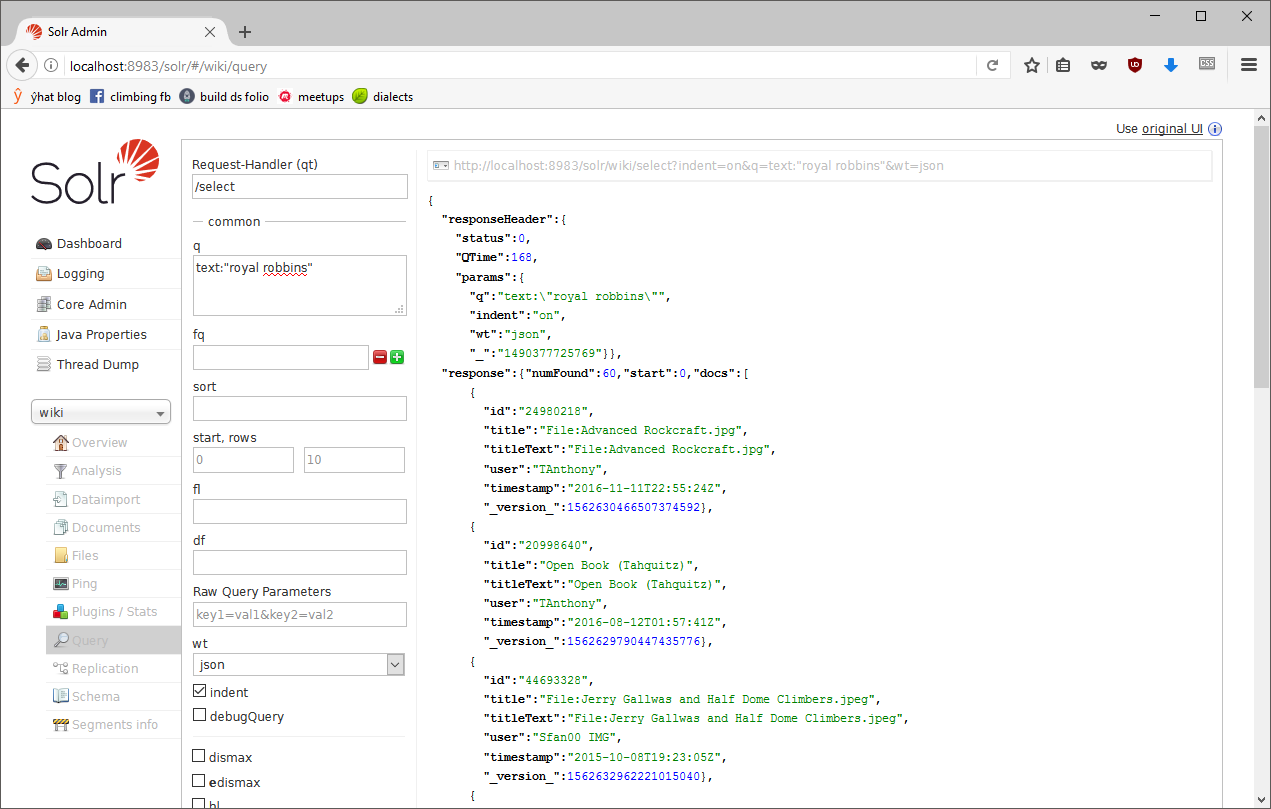 Solr Admin
localhost:8983/solr/#/wiki/query
ŷ ŷhat blog climbing fb build ds folio meetups dialects
Use original UI i
Solr
Dashboard
Logging
Core Admin
Java Properties
Thread Dump
wiki
Overview
Analysis
Dataimport
Documents
Files
Ping
Plugins / Stats
Query
Replication
Schema
Segments info
Request-Handler (qt)
/select
common
q
text:"royal robbins"
fq
sort
start, rows
0 10
fl
df
Raw Query Parameters
key1=val1&key2=val2
wt
json
indent
debugQuery
dismax
edismax
hl
http://localhost:8983/solr/wiki/select?indent=on&q=text:"royal robbins"&wt=json
{
"responseHeader":{
"status":0,
"QTime":168,
"params":{
"q":"text:\"royal robbins\"",
"indent":"on",
"wt":"json",
"_":"1490377725769"}},
"response":{"numFound":60,"start":0,"docs":[
{
"id":"24980218",
"title":"File:Advanced Rockcraft.jpg",
"titleText":"File:Advanced Rockcraft.jpg",
"user":"TAnthony",
"timestamp":"2016-11-11T22:55:24Z",
"_version_":1562630466507374592},
{
"id":"20998640",
"title":"Open Book (Tahquitz)",
"titleText":"Open Book (Tahquitz)",
"user":"TAnthony",
"timestamp":"2016-08-12T01:57:41Z",
"_version_":1562629790447435776},
{
"id":"44693328",
"title":"File:Jerry Gallwas and Half Dome Climbers.jpeg",
"titleText":"File:Jerry Gallwas and Half Dome Climbers.jpeg",
"user":"Sfan00 IMG",
"timestamp":"2015-10-08T19:23:05Z",
"_version_":1562632962221015040},
{